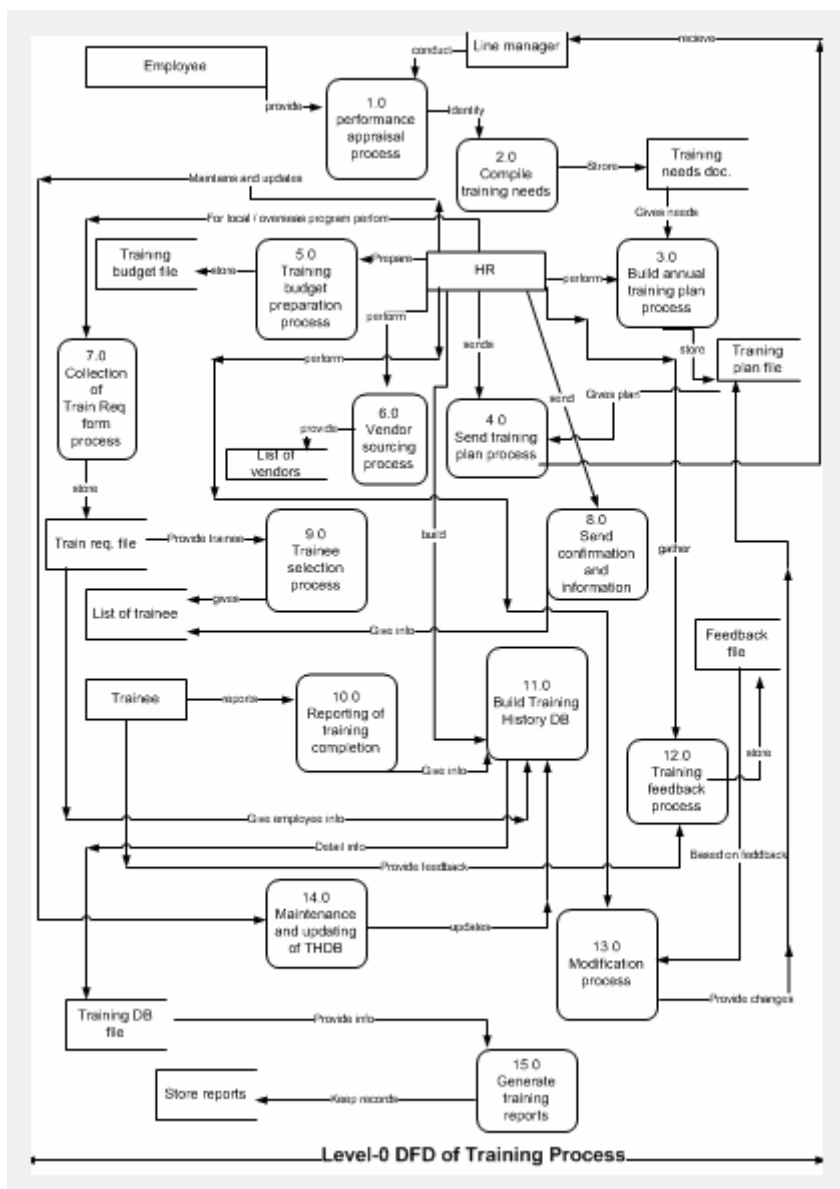 Line manager
recieve
conduct
Employee
provide
1.0
performance
appraisal
process
Identify
2.0
Compile
training needs
Strore
Training
needs doc.
Maintains and updates
Gives needs
For local / overseas program perform
Training
budget file
store
5.0
Training
budget
preparation
process
Prepare
HR
perform
3.0
Build annual
training plan
process
perform
store
Training
plan file
7.0
Collection
of
Train Req
form
process
perform
sends
send
Gives plan
6.0
Vendor
sourcing
process
provide
List of
vendors
4.0
Send training
plan process
store
build
gather
Train req. file
Provide trainee
9.0
Trainee
selection
process
8.0
Send
confirmation
and
information
gives
List of trainee
Give info
Feedback
file
Trainee
reports
10.0
Reporting of
training
completion
11.0
Build Training
History DB
Give info
12.0
Training
feedback
process
store
Give employee info
Detail info
Provide feedback
Based on faddback
14.0
Maintenance
and updating
of THDB
updates
13.0
Modification
process
Provide changes
Training DB
file
Provide info
15.0
Generate
training
reports
Store reports
Keep records
Level-0 DFD of Training Process